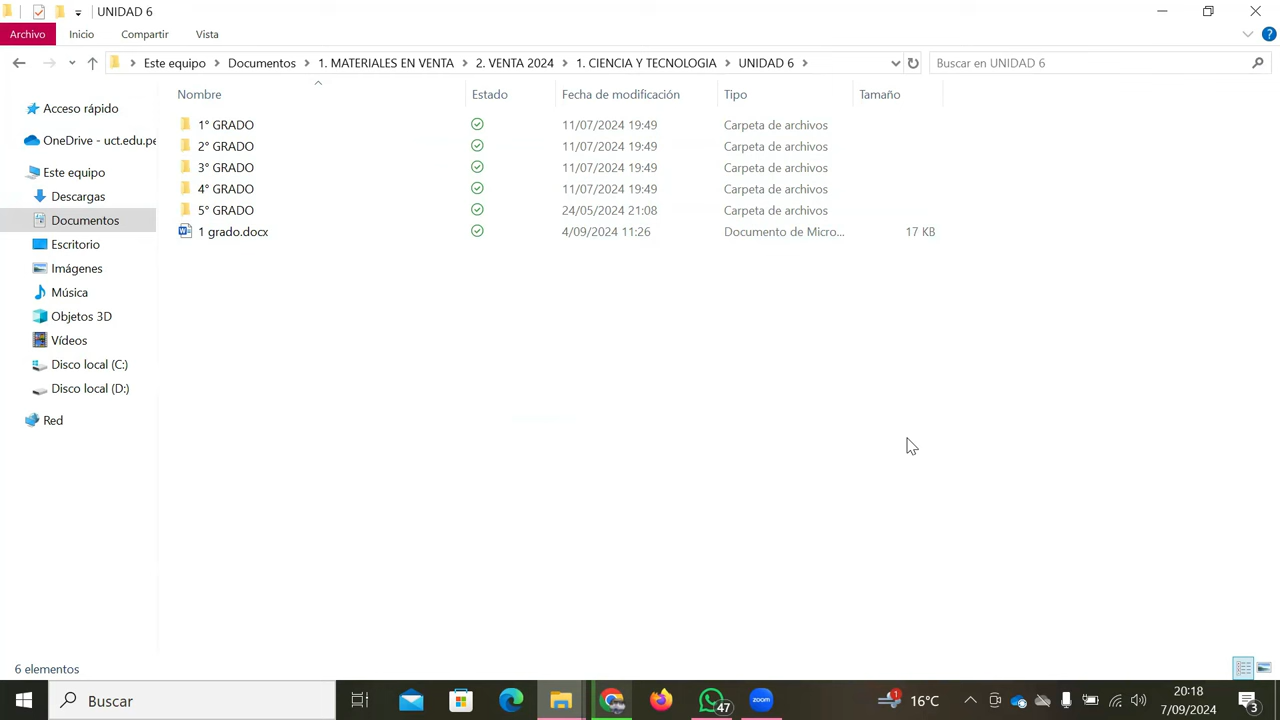 UNIDAD 6
Archivo Inicio Compartir Vista
Este equipo Documentos 1. MATERIALES EN VENTA 2. VENTA 2024 1. CIENCIA Y TECNOLOGIA UNIDAD 6 Buscar en UNIDAD 6
Nombre Estado Fecha de modificación Tipo Tamaño
1° GRADO 11/07/2024 19:49 Carpeta de archivos
2° GRADO 11/07/2024 19:49 Carpeta de archivos
3° GRADO 11/07/2024 19:49 Carpeta de archivos
4° GRADO 11/07/2024 19:49 Carpeta de archivos
5° GRADO 24/05/2024 21:08 Carpeta de archivos
1 grado.docx 4/09/2024 11:26 Documento de Micro... 17 KB
Acceso rápido
OneDrive - uct.edu.pe
Este equipo
Descargas
Documentos
Escritorio
Imágenes
Música
Objetos 3D
Vídeos
Disco local (C:)
Disco local (D:)
Red
6 elementos
Buscar 47 zoom 1 16°C 20:18
7/09/2024 3